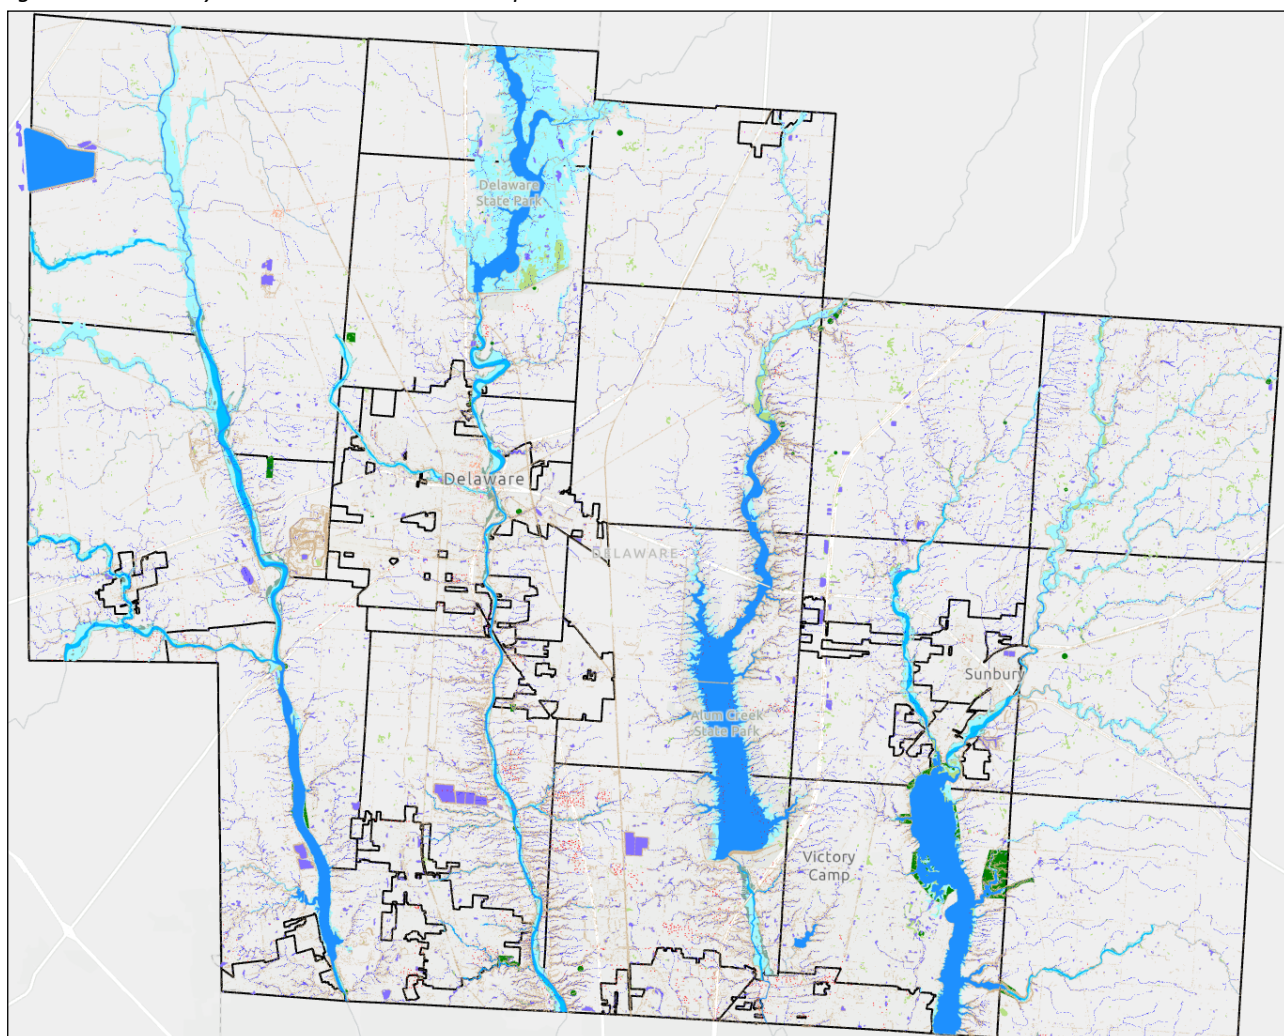 Delaware
State Park
Delaware
DELAWARE
Sunbury
Alum Creek
State Park
Victory
Camp